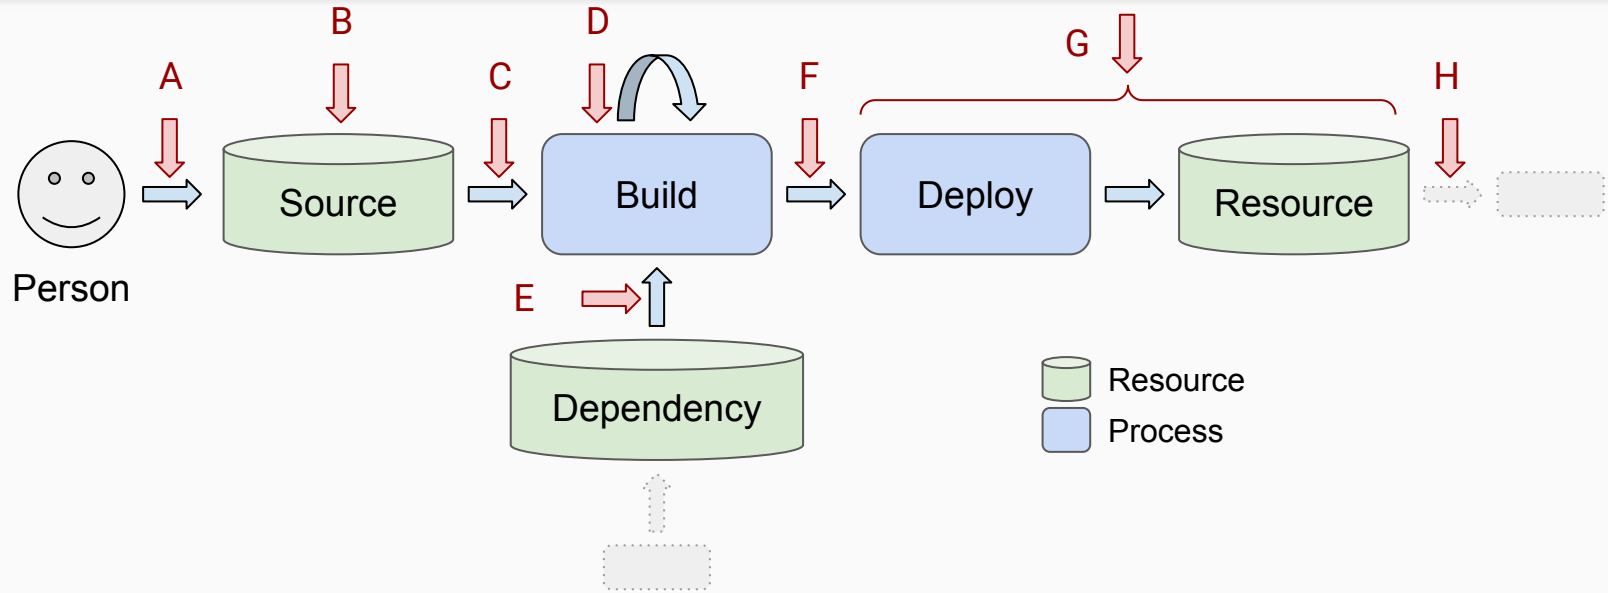 B
D
G
A
C
F
H
Source
Build
Deploy
Resource
Person
E
Dependency
Resource
Process